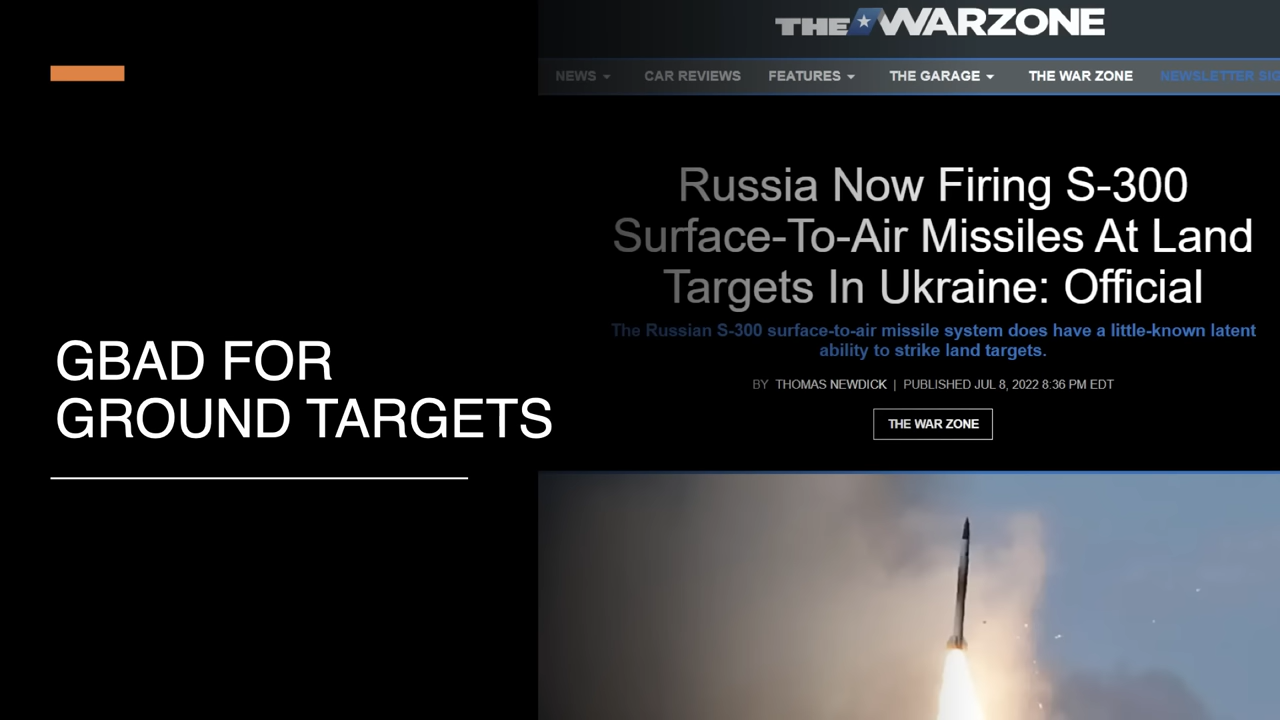 THE WARZONE
NEWS
CAR REVIEWS
FEATURES
THE GARAGE
THE WAR ZONE
NEWSLETTER SIG
Russia Now Firing S-300
Surface-To-Air Missiles At Land
Targets In Ukraine: Official
The Russian S-300 surface-to-air missile system does have a little-known latent
ability to strike land targets.
BY THOMAS NEWDICK | PUBLISHED JUL 8, 2022 8:36 PM EDT
THE WAR ZONE
GBAD FOR
GROUND TARGETS